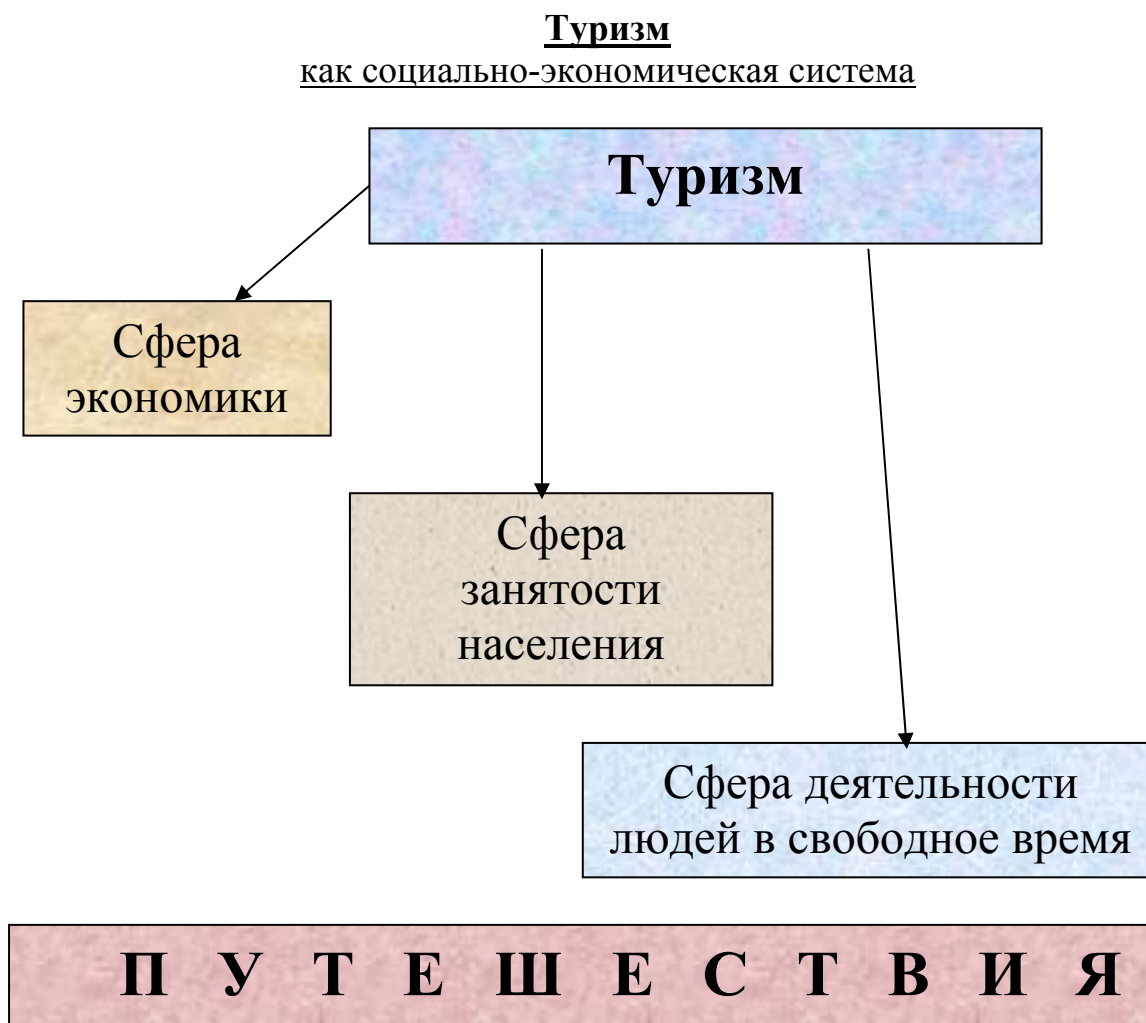 Туризм
как социально-экономическая система
Туризм
Сфера
экономики
Сфера
занятости
населения
Сфера деятельности
людей в свободное время
П У Т Е Ш Е С Т В И Я